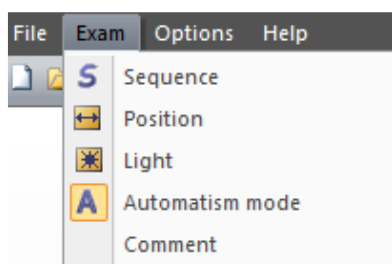 File Exam Options Help
S Sequence
Position
Light
A Automatism mode
Comment